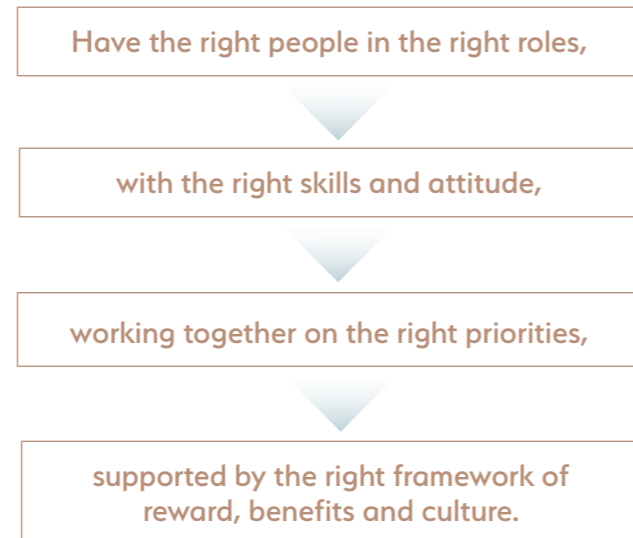 Have the right people in the right roles,
with the right skills and attitude,
working together on the right priorities,
supported by the right framework of
reward, benefits and culture.